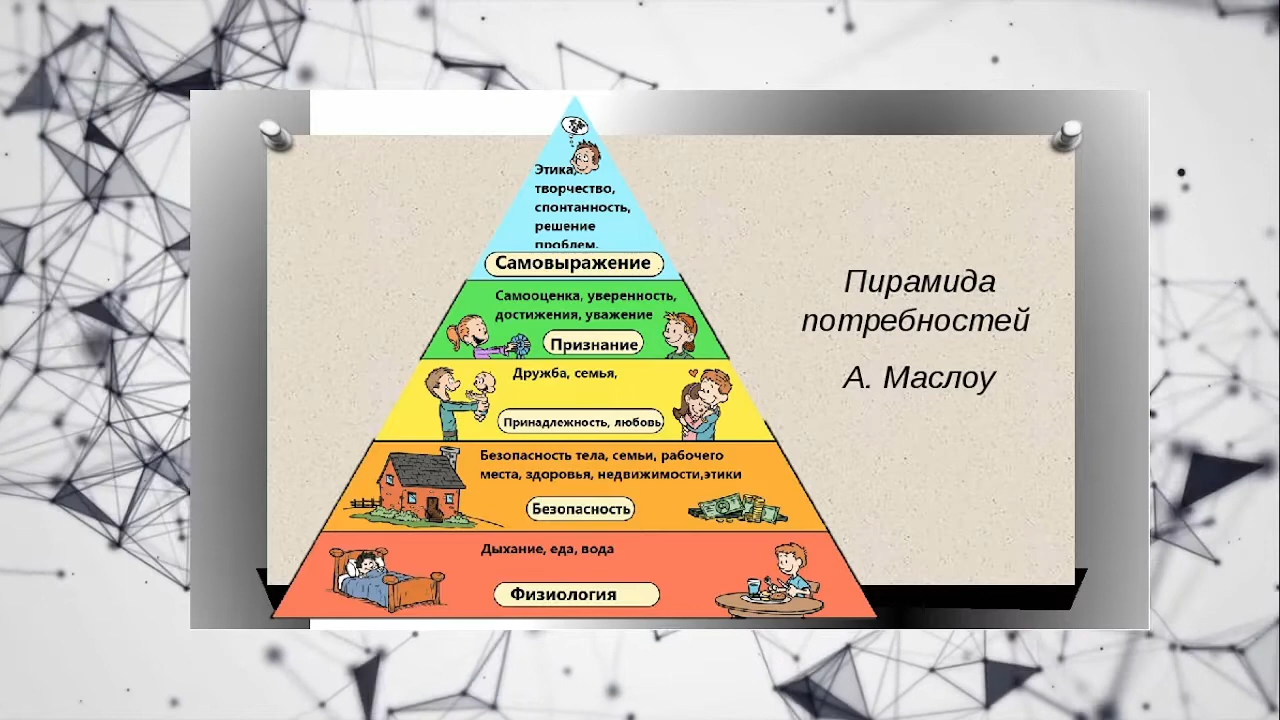 Этика,
творчество,
спонтанность,
решение
проблем.
Самовыражение
Самооценка, уверенность,
достижения, уважение
Признание
Дружба, семья,
Принадлежность, любовь
Безопасность тела, семьи, рабочего
места, здоровья, недвижимости,этики
Безопасность
Дыхание, еда, вода
Физиология
Пирамида
потребностей
А. Маслоу